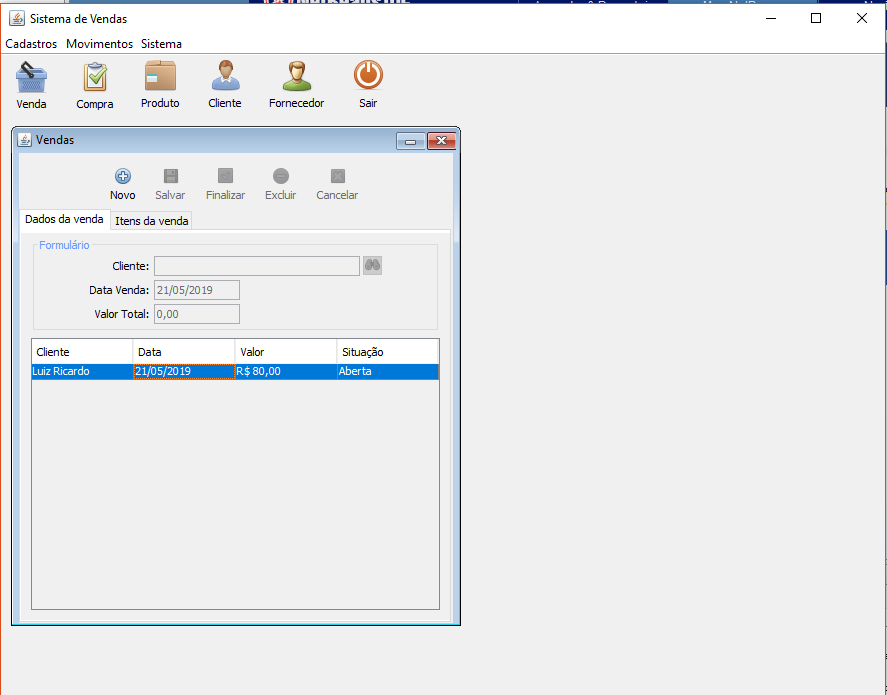 Sistema de Vendas
Cadastros Movimentos Sistema
Venda Compra Produto Cliente Fornecedor Sair
Vendas
Novo Salvar Finalizar Excluir Cancelar
Dados da venda Itens da venda
Formulário
Cliente:
Data Venda: 21/05/2019
Valor Total: 0,00
Cliente Data Valor Situação
Luiz Ricardo 21/05/2019 R$ 80,00 Aberta